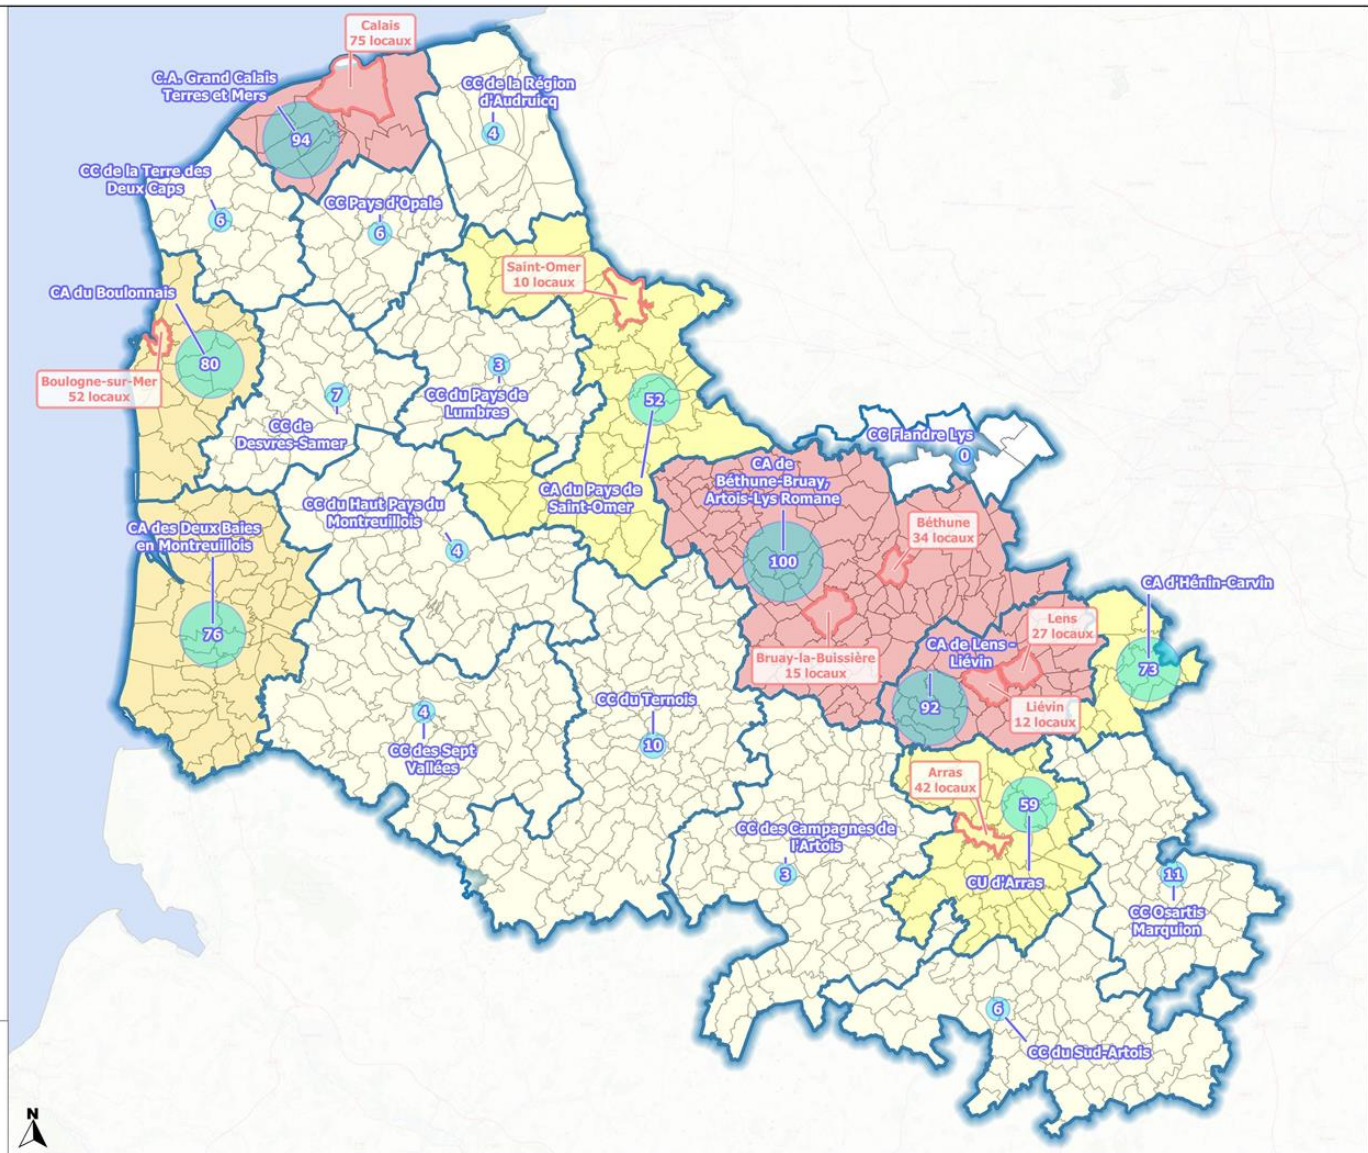 Calais
75 locaux
C.A. Grand Calais
Terres et Mers
94
CC de la Région
d'Audruicq
4
CC de la Terre des
Deux Caps
6
CC Pays d'Opale
6
Saint-Omer
10 locaux
CA du Boulonnais
80
Boulogne-sur-Mer
52 locaux
7
CC de
Desvres-Samer
3
CC du Pays de
Lumbres
52
CA du Pays de
Saint-Omer
CC Flandre Lys
0
CA de
Béthune-Bruay,
Artois-Lys Romane
100
Béthune
34 locaux
CC du Haut Pays du
Montreuillois
4
CA des Deux Baies
en Montreuillois
76
CA d'Hénin-Carvin
73
Lens
27 locaux
CA de Lens -
Liévin
92
Bruay-la-Buissière
15 locaux
Liévin
12 locaux
CC du Ternois
10
4
CC des Sept
Vallées
Arras
42 locaux
59
CU d'Arras
CC des Campagnes de
l'Artois
3
11
CC Osartis
Marquion
6
CC du Sud-Artois
N